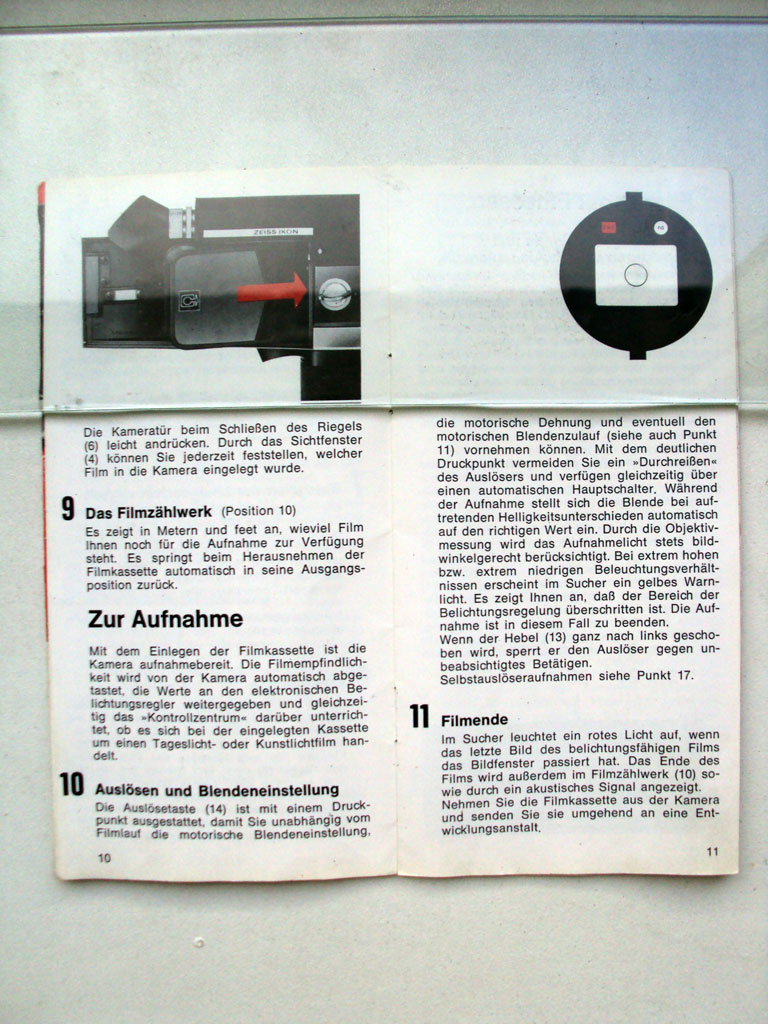 ZEISS IKON
Die Kameratür beim Schließen des Riegels
(6) leicht andrücken. Durch das Sichtfenster
(4) können Sie jederzeit feststellen, welcher
Film in die Kamera eingelegt wurde.
9 Das Filmzählwerk (Position 10)
Es zeigt in Metern und feet an, wieviel Film
Ihnen noch für die Aufnahme zur Verfügung
steht. Es springt beim Herausnehmen der
Filmkassette automatisch in seine Ausgangs-
position zurück.
Zur Aufnahme
Mit dem Einlegen der Filmkassette ist die
Kamera aufnahmebereit. Die Filmempfindlich-
keit wird von der Kamera automatisch abge-
tastet, die Werte an den elektronischen Be-
lichtungsregler weitergegeben und gleichzei-
tig das »Kontrollzentrum« darüber unterrich-
tet, ob es sich bei der eingelegten Kassette
um einen Tageslicht- oder Kunstlichtfilm han-
delt.
10 Auslösen und Blendeneinstellung
Die Auslösetaste (14) ist mit einem Druck-
punkt ausgestattet, damit Sie unabhängig vom
Filmlauf die motorische Blendeneinstellung,
10
die motorische Dehnung und eventuell den
motorischen Blendenzulauf (siehe auch Punkt
11) vornehmen können. Mit dem deutlichen
Druckpunkt vermeiden Sie ein »Durchreißen«
des Auslösers und verfügen gleichzeitig über
einen automatischen Hauptschalter. Während
der Aufnahme stellt sich die Blende bei auf-
tretenden Helligkeitsunterschieden automatisch
auf den richtigen Wert ein. Durch die Objektiv-
messung wird das Aufnahmelicht stets bild-
winkelgerecht berücksichtigt. Bei extrem hohen
bzw. extrem niedrigen Beleuchtungsverhält-
nissen erscheint im Sucher ein gelbes Warn-
licht. Es zeigt Ihnen an, daß der Bereich der
Belichtungsregelung überschritten ist. Die Auf-
nahme ist in diesem Fall zu beenden.
Wenn der Hebel (13) ganz nach links gescho-
ben wird, sperrt er den Auslöser gegen un-
beabsichtigtes Betätigen.
Selbstauslöseraufnahmen siehe Punkt 17.
11 Filmende
Im Sucher leuchtet ein rotes Licht auf, wenn
das letzte Bild des belichtungsfähigen Films
das Bildfenster passiert hat. Das Ende des
Films wird außerdem im Filmzählwerk (10) so-
wie durch ein akustisches Signal angezeigt.
Nehmen Sie die Filmkassette aus der Kamera
und senden Sie sie umgehend an eine Ent-
wicklungsanstalt.
11